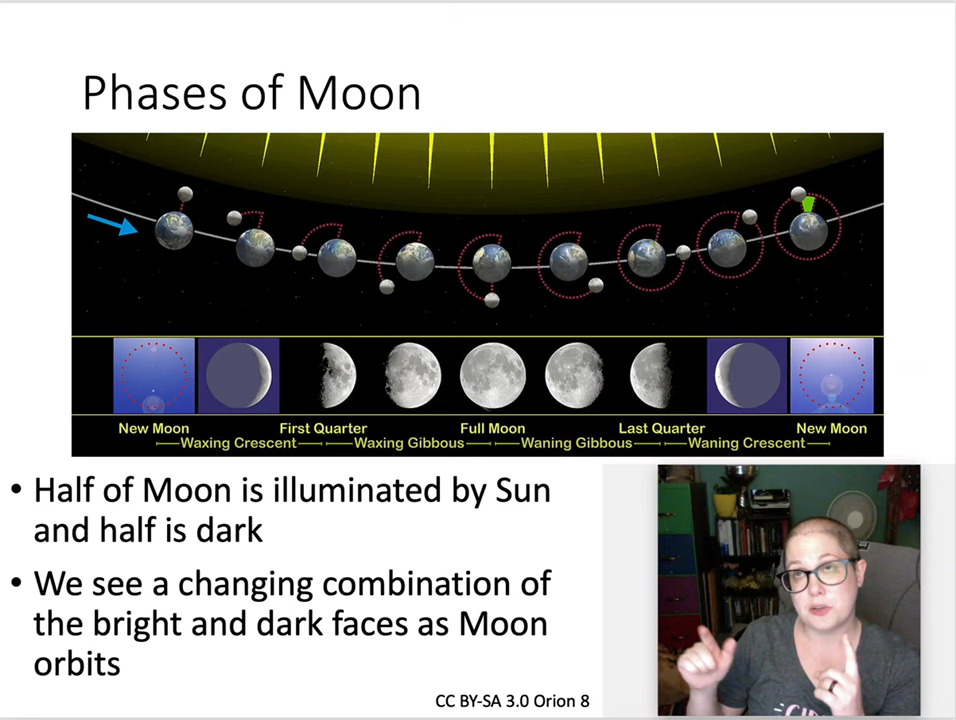 Phases of Moon
New Moon
First Quarter
Full Moon
Last Quarter
New Moon
Waxing Crescent
Waxing Gibbous
Waning Gibbous
Waning Crescent
• Half of Moon is illuminated by Sun
and half is dark
• We see a changing combination of
the bright and dark faces as Moon
orbits
CC BY-SA 3.0 Orion 8